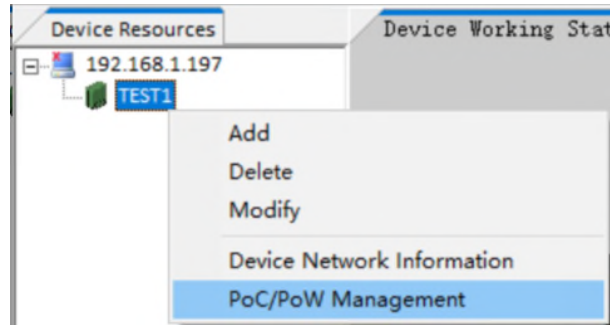 Device Resources
Device Working Stat
192.168.1.197
TEST1
Add
Delete
Modify
Device Network Information
PoC/PoW Management